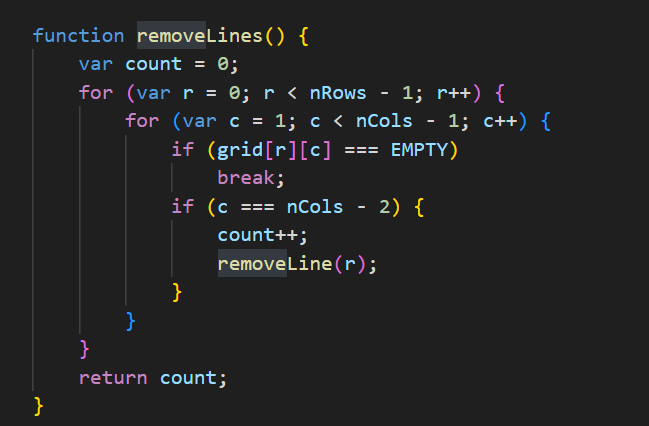 function removeLines() {
    var count = 0;
    for (var r = 0; r < nRows - 1; r++) {
        for (var c = 1; c < nCols - 1; c++) {
            if (grid[r][c] === EMPTY)
                break;
            if (c === nCols - 2) {
                count++;
                removeLine(r);
            }
        }
    }
    return count;
}